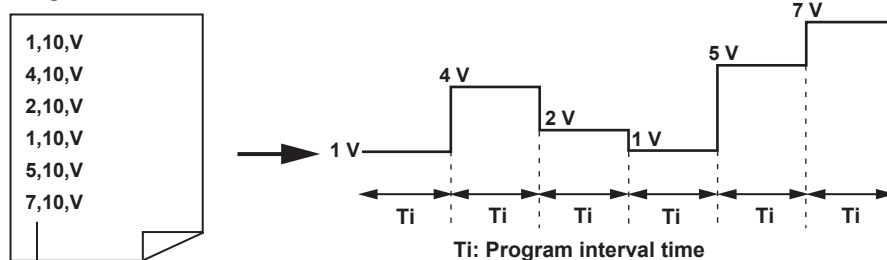 1,10,V
4,10,V
2,10,V
1,10,V
5,10,V
7,10,V
1 V
4 V
2 V
1 V
5 V
7 V
Ti Ti Ti Ti Ti Ti
Ti: Program interval time